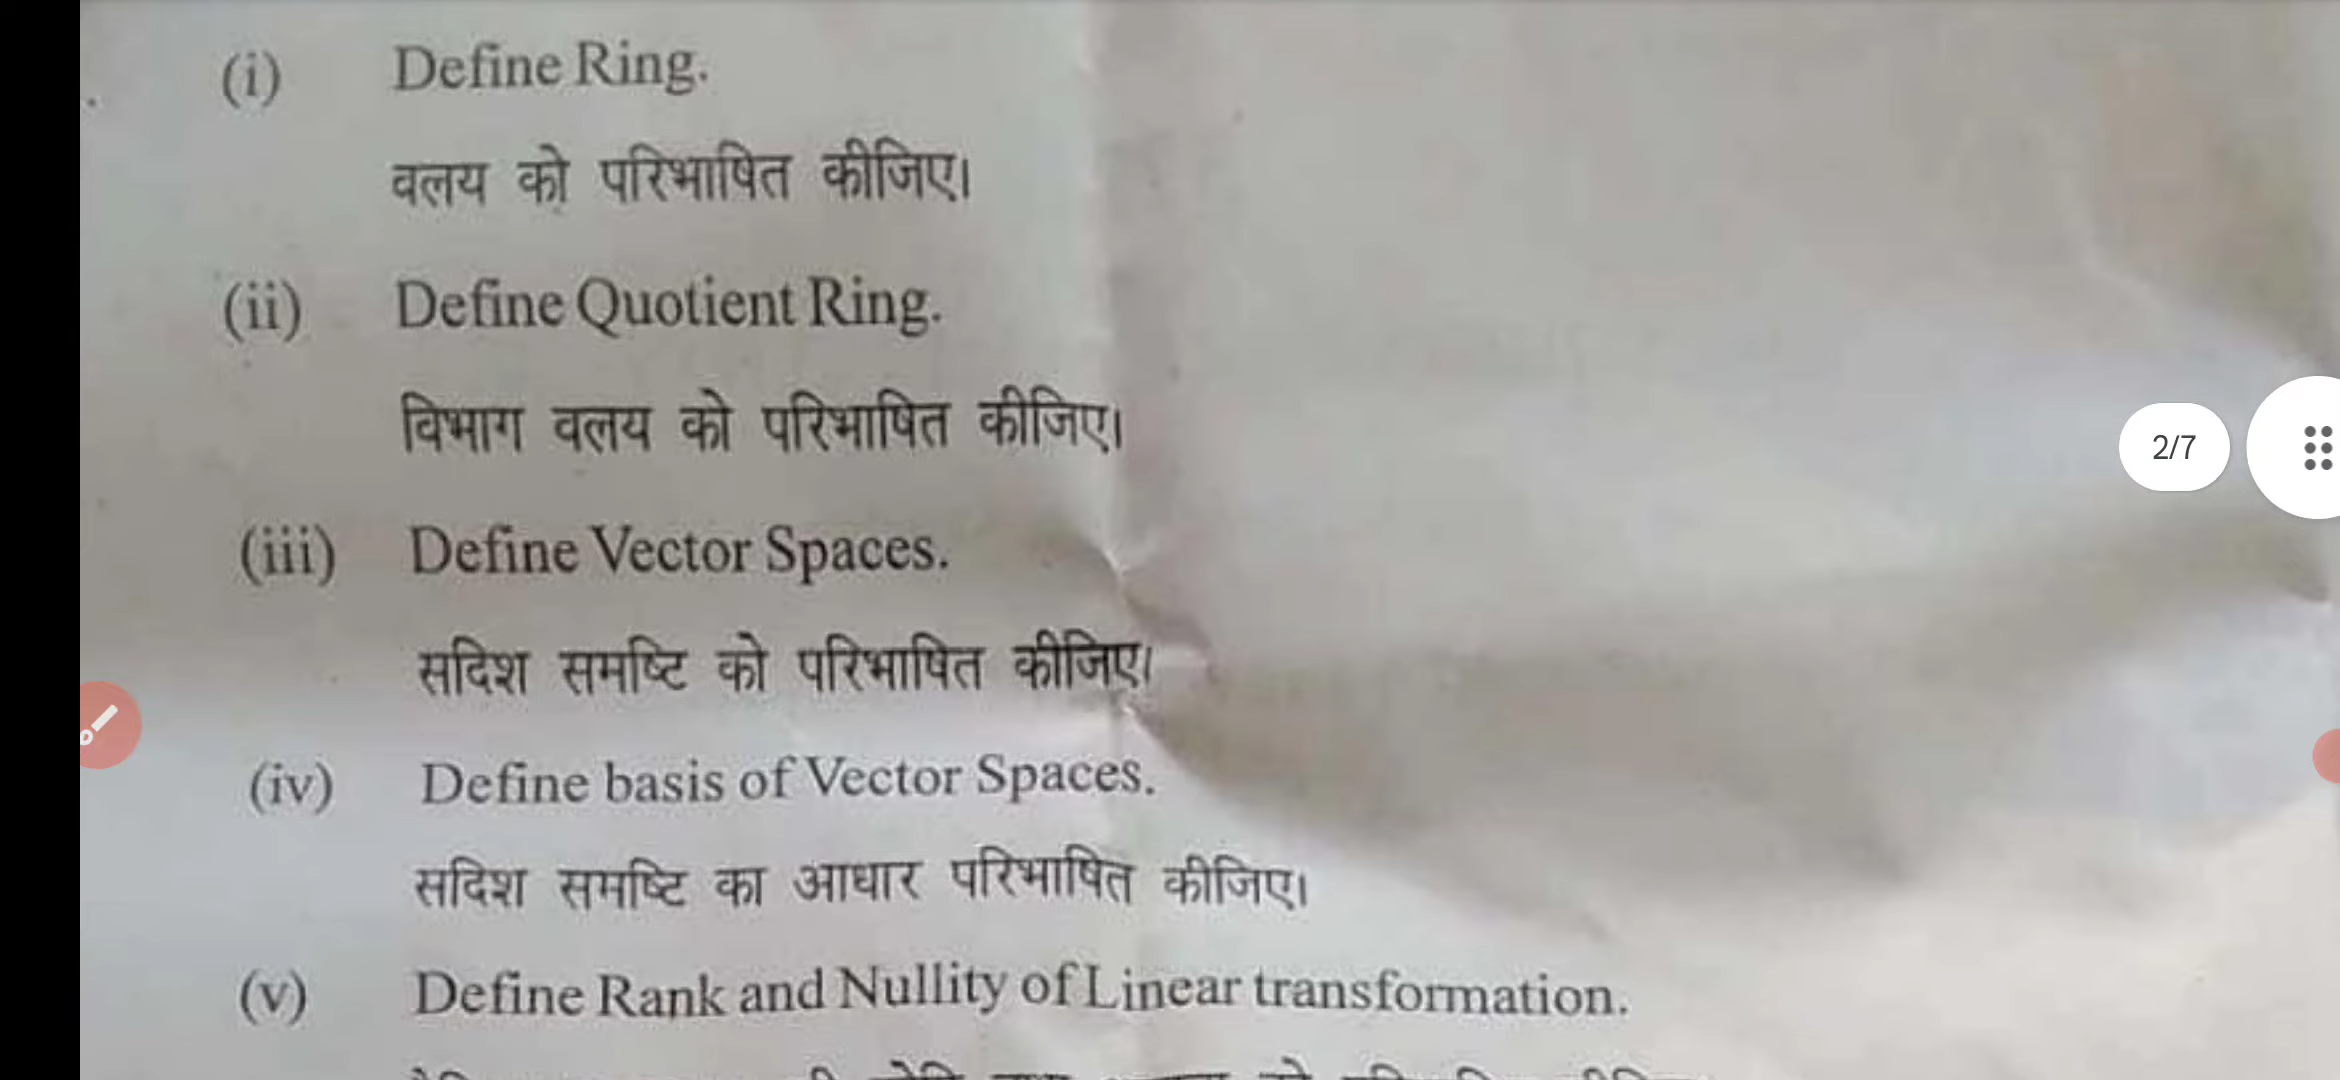 (i) Define Ring.
वलय को परिभाषित कीजिए।
(ii) Define Quotient Ring.
विभाग वलय को परिभाषित कीजिए।
2/7
(iii) Define Vector Spaces.
सदिश समष्टि को परिभाषित कीजिए।
(iv) Define basis of Vector Spaces.
सदिश समष्टि का आधार परिभाषित कीजिए।
(v) Define Rank and Nullity of Linear transformation.